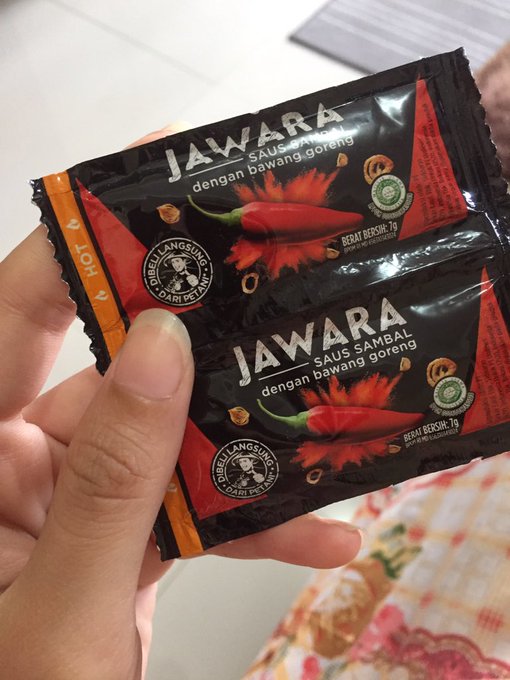 JAWARA
SAUS SAMBAL
dengan bawang goreng
HOT
DIBELI LANGSUNG
DARI PETANI
BERAT BERSIH: 7g
JAWARA
SAUS SAMBAL
dengan bawang goreng
DIBELI LANGSUNG
DARI PETANI
BERAT BERSIH: 7g